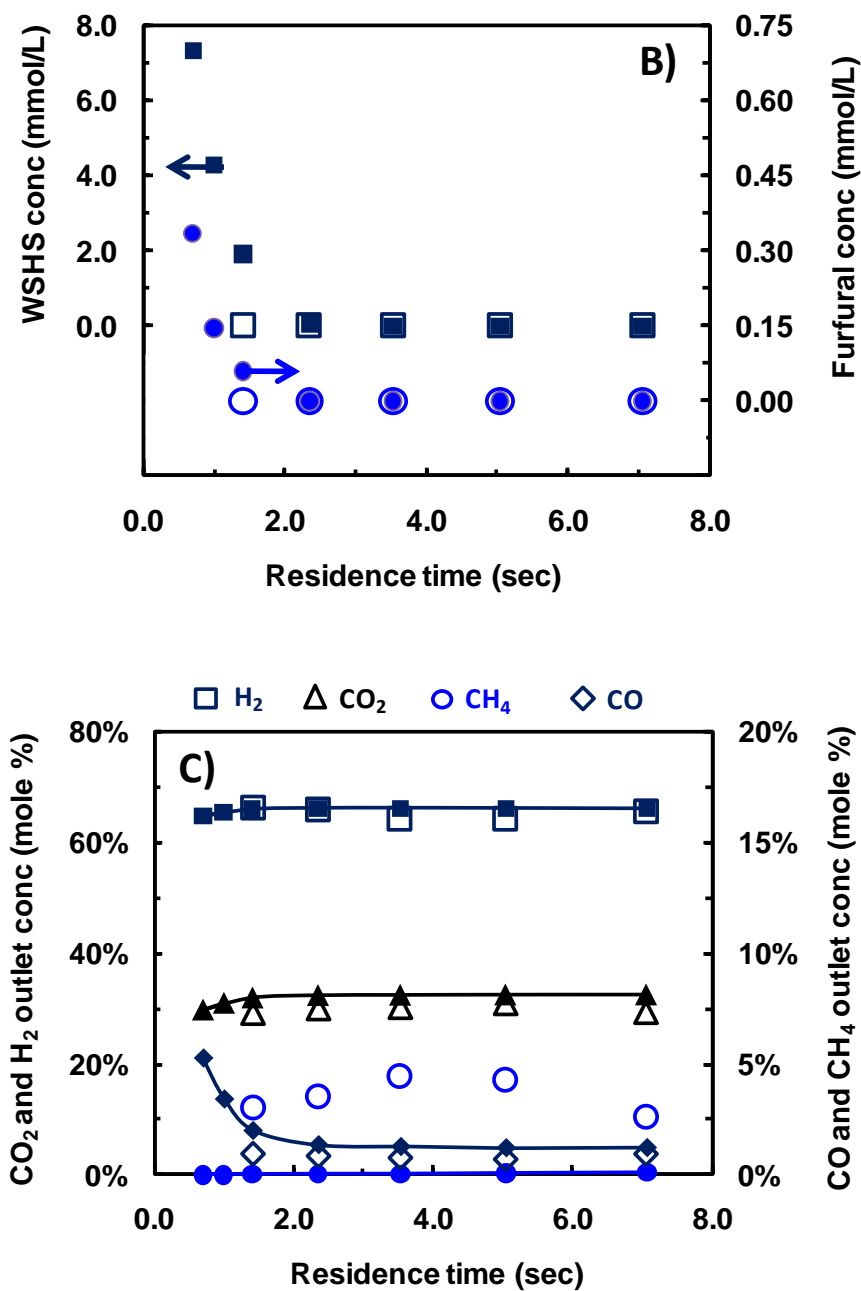 B)
WSHS conc (mmol/L)
8.0
6.0
4.0
2.0
0.0
0.75
0.60
0.45
0.30
0.15
0.00
Furfural conc (mmol/L)
0.0 2.0 4.0 6.0 8.0
Residence time (sec)
H₂ CO₂ CH₄ CO
C)
CO₂ and H₂ outlet conc (mole %)
80%
60%
40%
20%
0%
20%
15%
10%
5%
0%
CO and CH₄ outlet conc (mole %)
0.0 2.0 4.0 6.0 8.0
Residence time (sec)